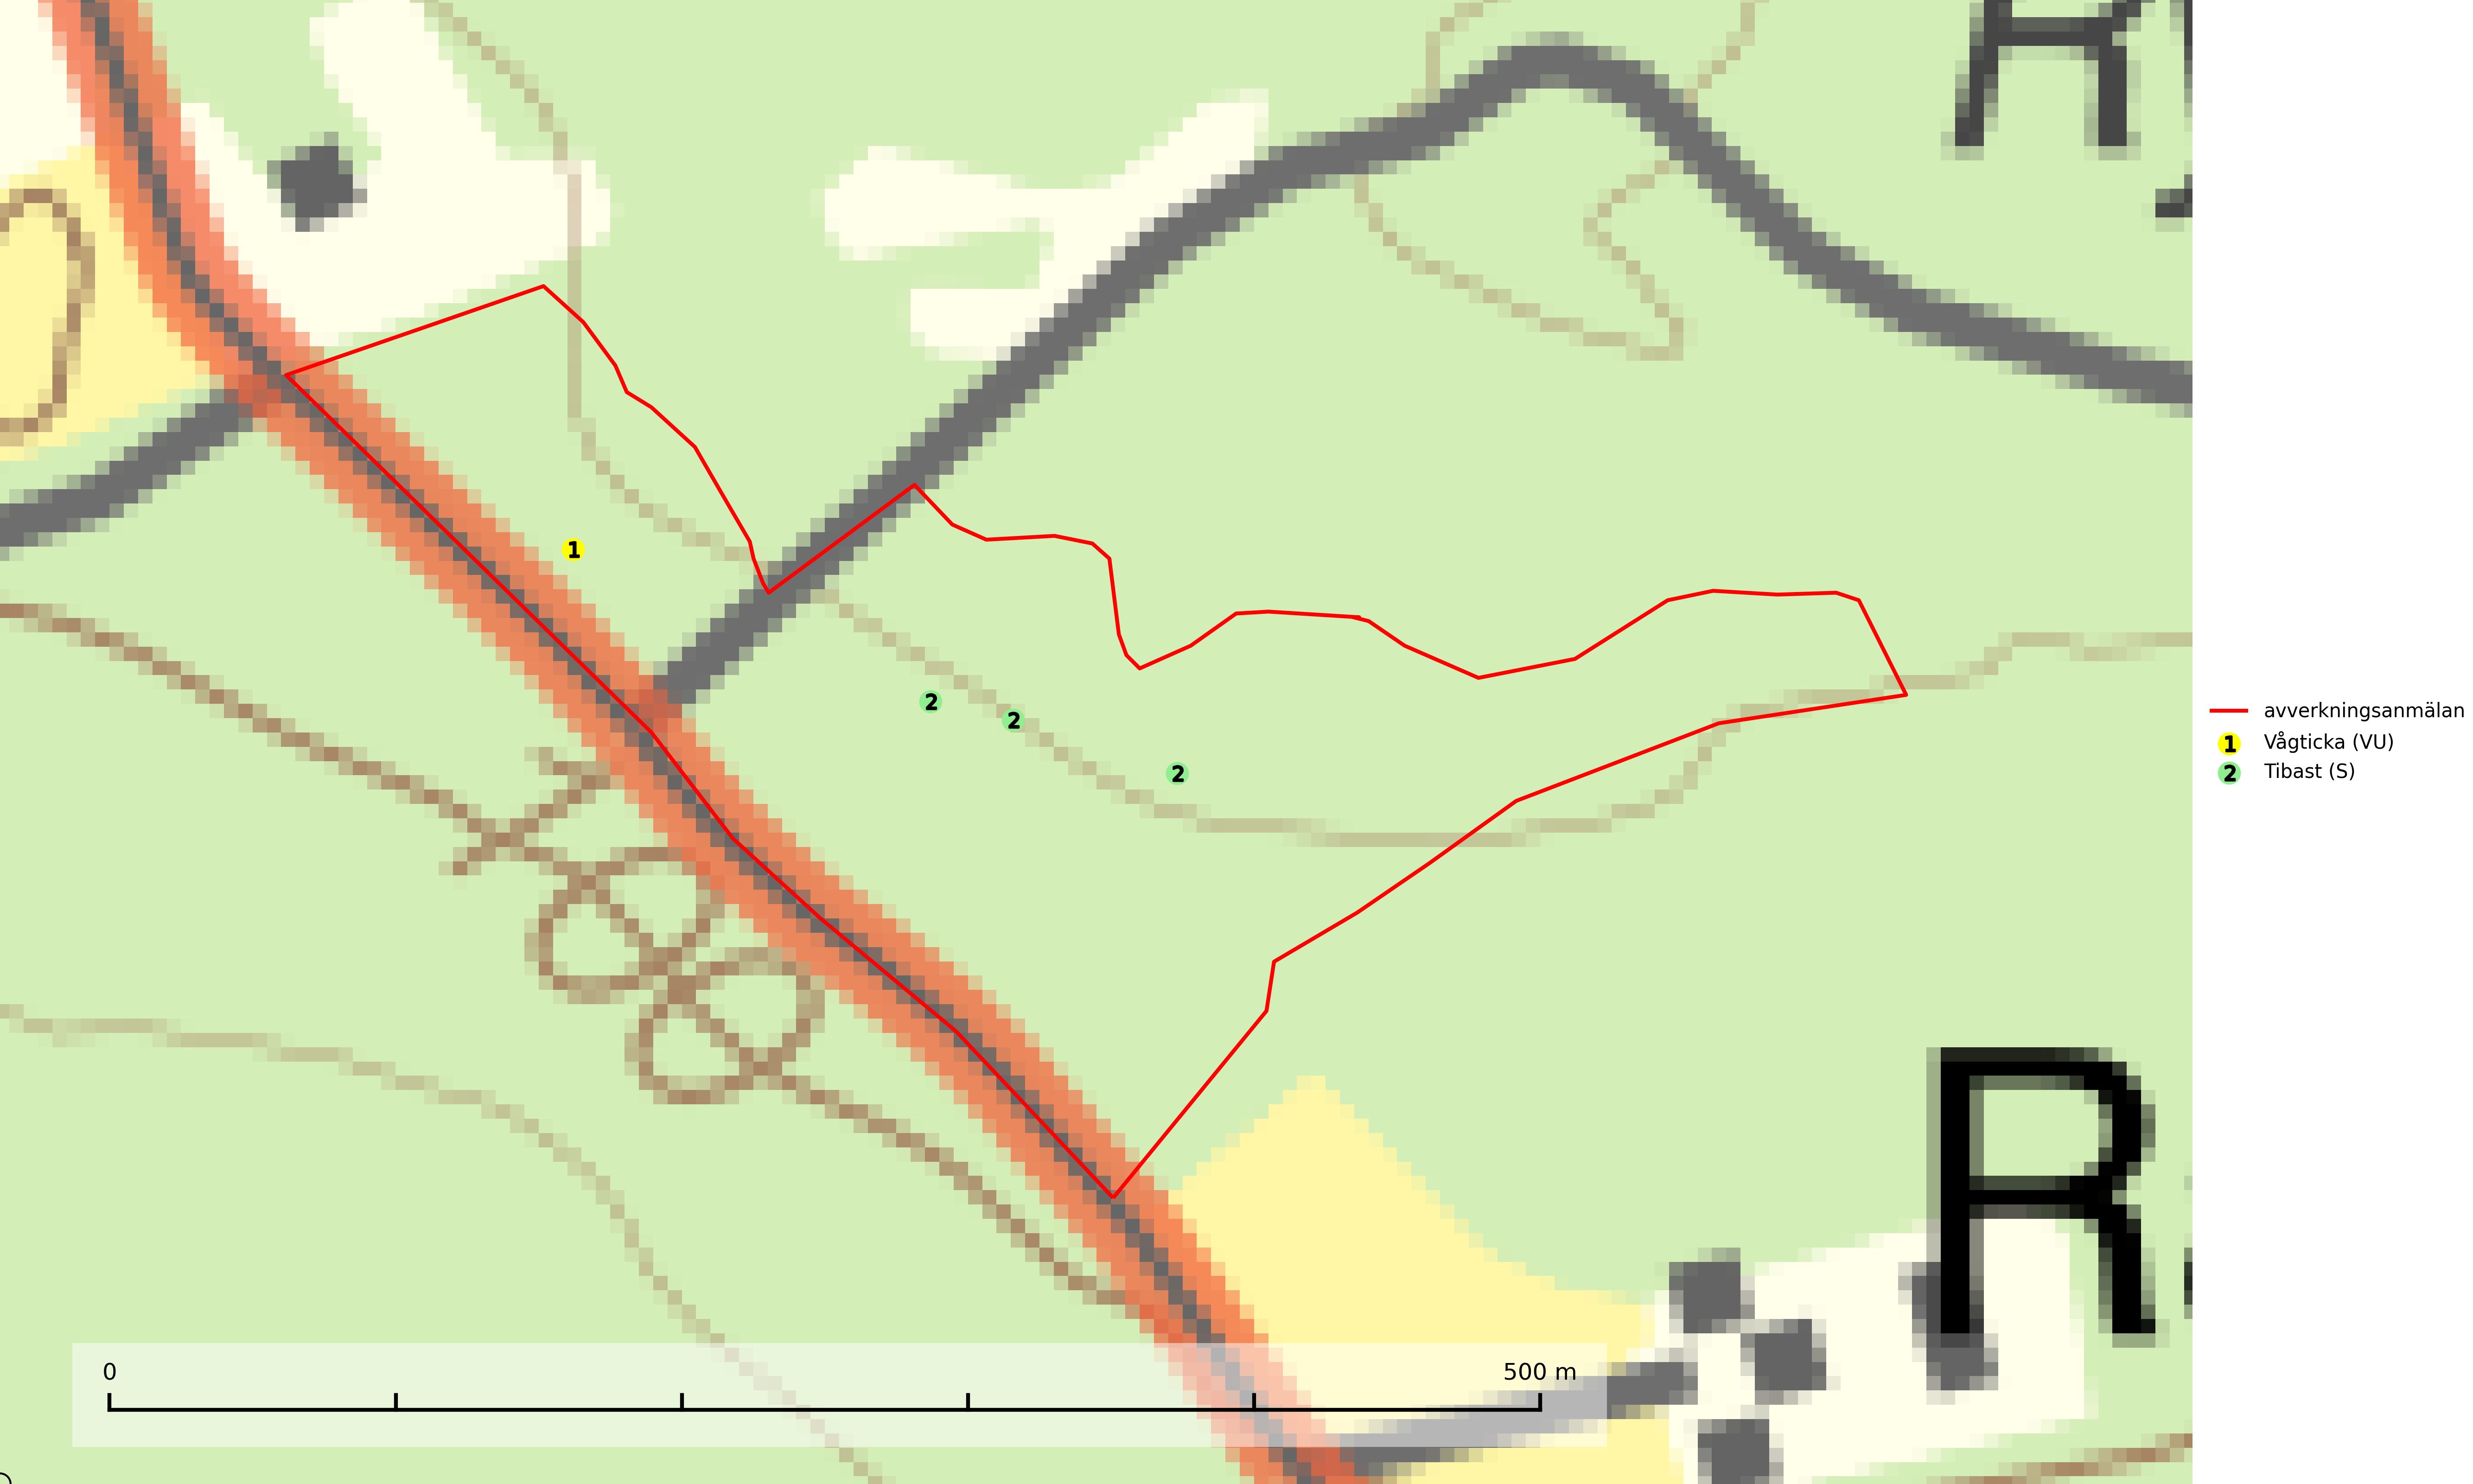 R
avverkningsanmälan
1
1 Vågticka (VU)
2
2
2
2 Tibast (S)
R
0 500 m